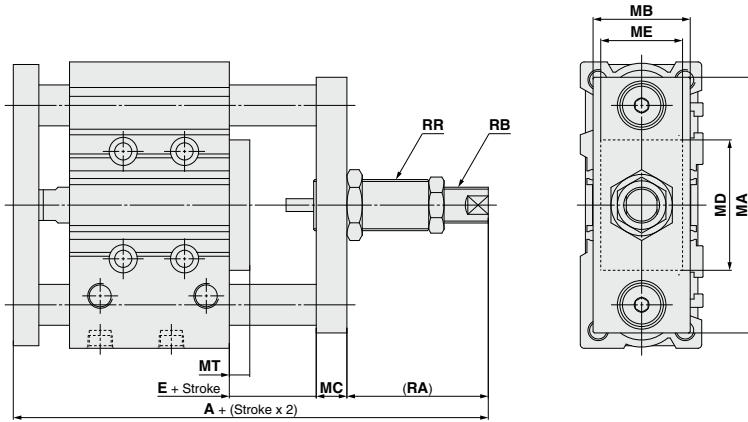 MB
ME
RR
RB
MD
MA
MT
E + Stroke
MC
(RA)
A + (Stroke x 2)